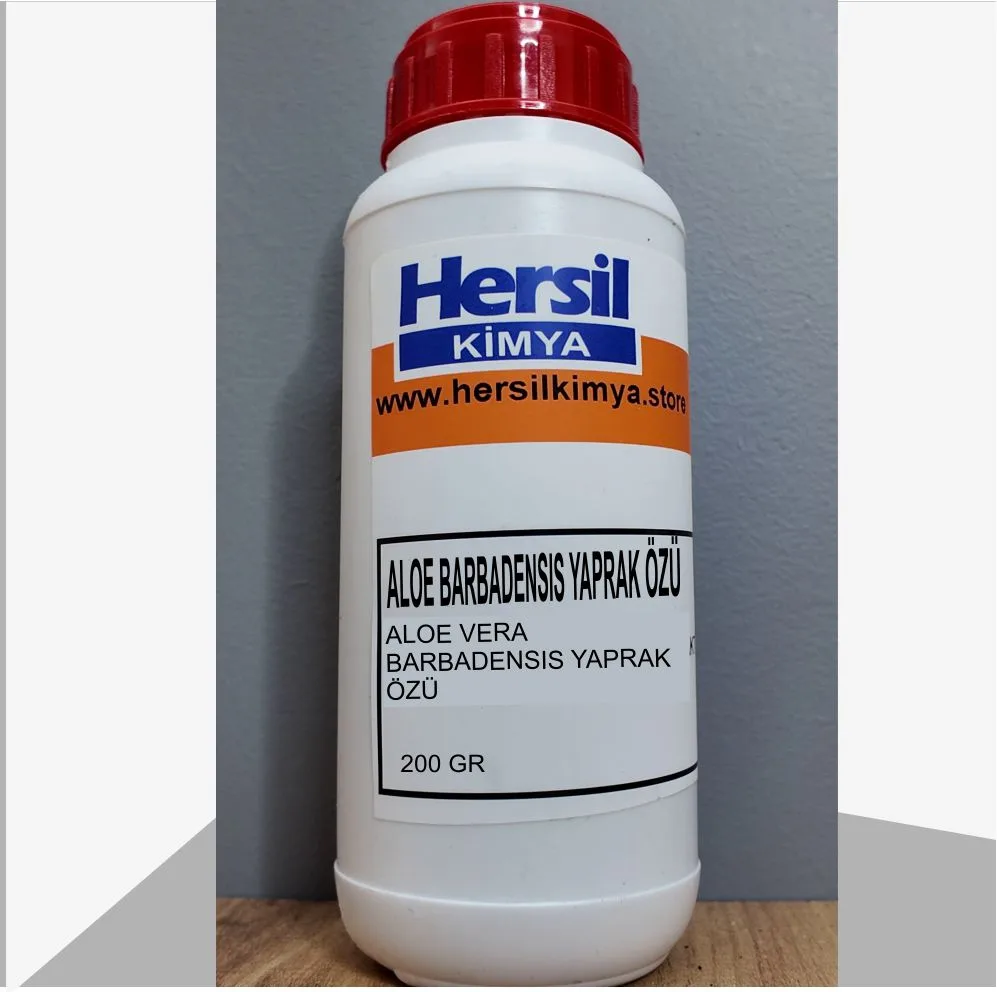 Hersil
KİMYA
www.hersilkimya.store
ALOE BARBADENSIS YAPRAK ÖZÜ
ALOE VERA
BARBADENSIS YAPRAK
ÖZÜ
200 GR